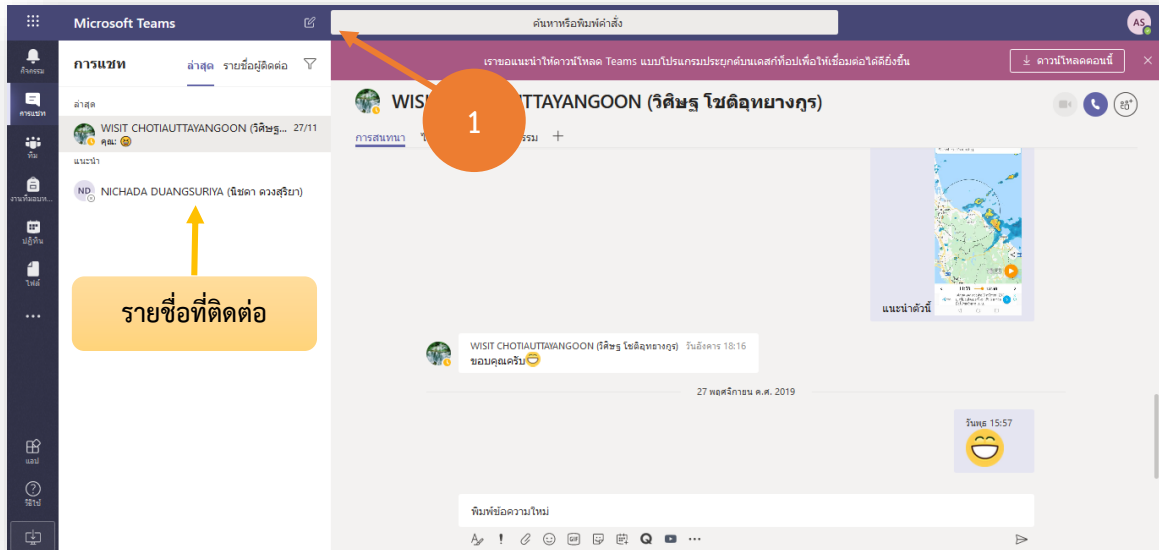 Microsoft Teams
ค้นหาหรือพิมพ์คำสั่ง
AS
กิจกรรม
การแชท
ทีม
งานที่มอบห...
ปฏิทิน
ไฟล์
แอป
วิธีใช้
การแชท
ล่าสุด รายชื่อผู้ติดต่อ
ล่าสุด
WISIT CHOTIAUTTAYANGOON (วิศิษฐ... 27/11
คุณ:
แนะนำ
ND NICHADA DUANGSURIYA (นิชดา ดวงสุริยา)
รายชื่อที่ติดต่อ
เราขอแนะนำให้ดาวน์โหลด Teams แบบโปรแกรมประยุกต์บนเดสก์ท็อปเพื่อให้เชื่อมต่อได้ดียิ่งขึ้น
ดาวน์โหลดตอนนี้
1
WIS TTAYANGOON (วิศิษฐ โชติอุทยางกูร)
การสนทนา
รรม
แนะนำตัวนี้
WISIT CHOTIAUTTAYANGOON (วิศิษฐ โชติอุทยางกูร) วันอังคาร 18:16
ขอบคุณครับ
27 พฤศจิกายน ค.ศ. 2019
วันพุธ 15:57
พิมพ์ข้อความใหม่
GIF